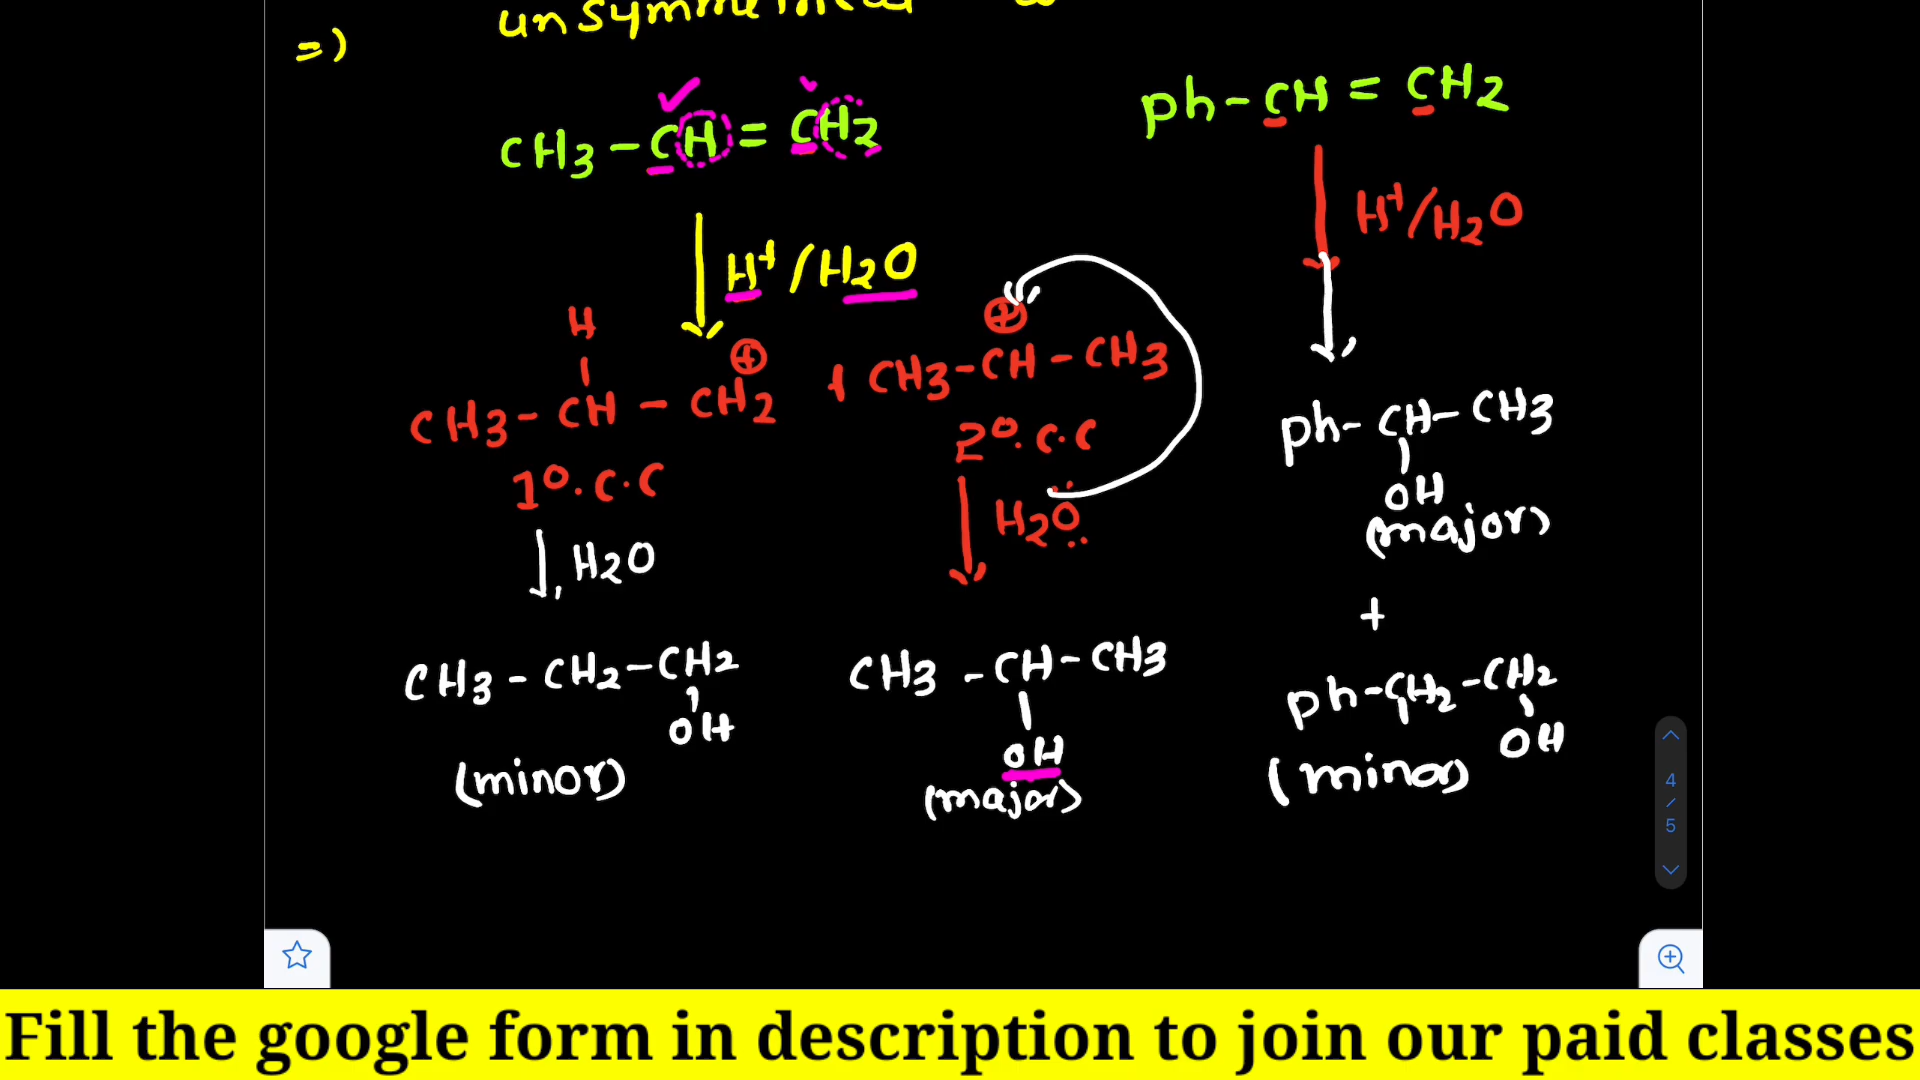 unsymmetrical
=)
CH3 - CH = CH2
H+ / H2O
H
CH3 - CH - CH2 ⊕
1° . C . C
+ CH3 - CH - CH3
⊕
2° . C . C
H2O
H2O
CH3 - CH2 - CH2
OH
(minor)
CH3 - CH - CH3
OH
(major)
ph - CH = CH2
H+/H2O
ph - CH - CH3
OH
(major)
+
ph - CH2 - CH2
OH
(minor)
4
/
5
Fill the google form in description to join our paid classes